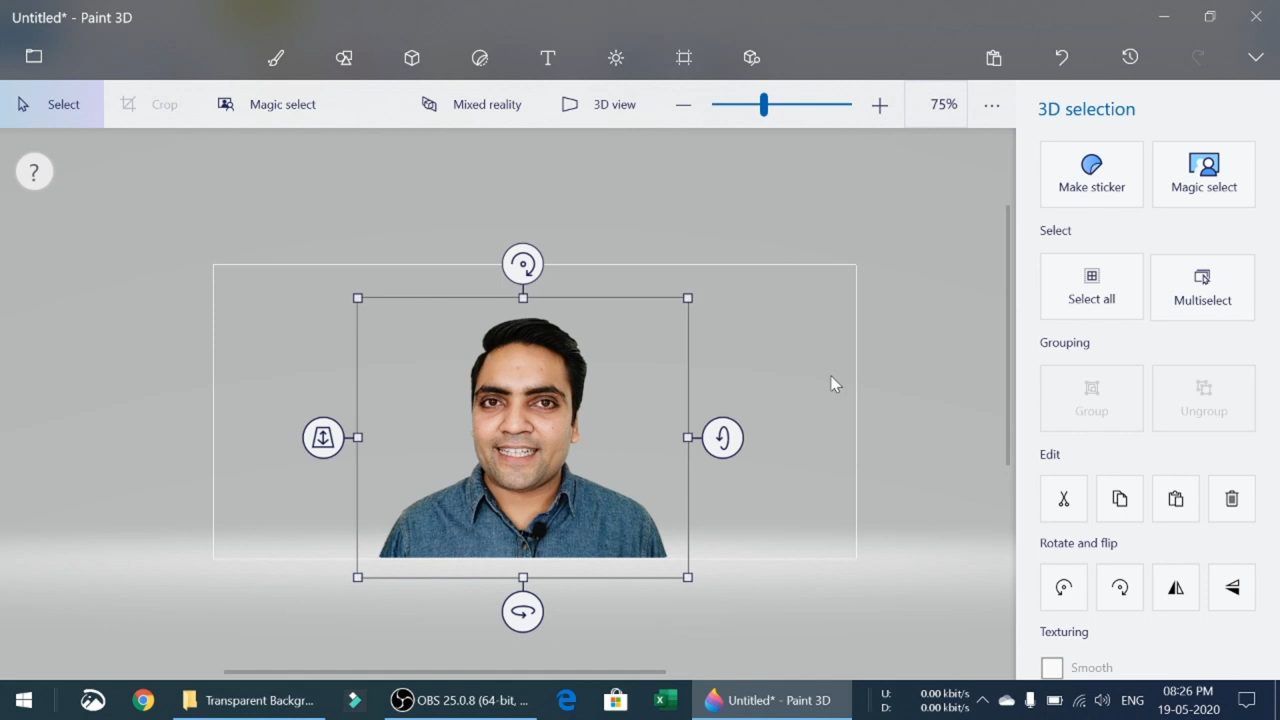 Untitled* - Paint 3D
Select
Crop
Magic select
Mixed reality
3D view
75%
3D selection
?
Make sticker
Magic select
Select
Select all
Multiselect
Grouping
Group
Ungroup
Edit
Rotate and flip
Texturing
Smooth
Transparent Backgr...
OBS 25.0.8 (64-bit, ...
Untitled* - Paint 3D
U: 0.00 kbit/s
D: 0.00 kbit/s
ENG
08:26 PM
19-05-2020